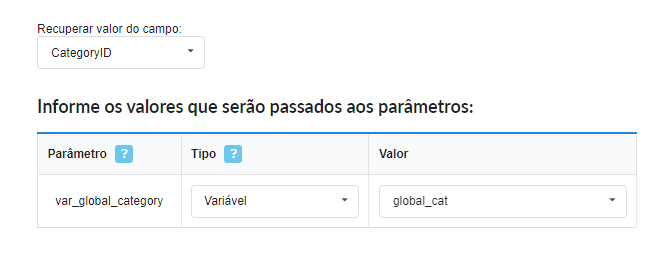 Recuperar valor do campo:
CategoryID
Informe os valores que serão passados aos parâmetros:
Parâmetro ? Tipo ? Valor
var_global_category Variável global_cat